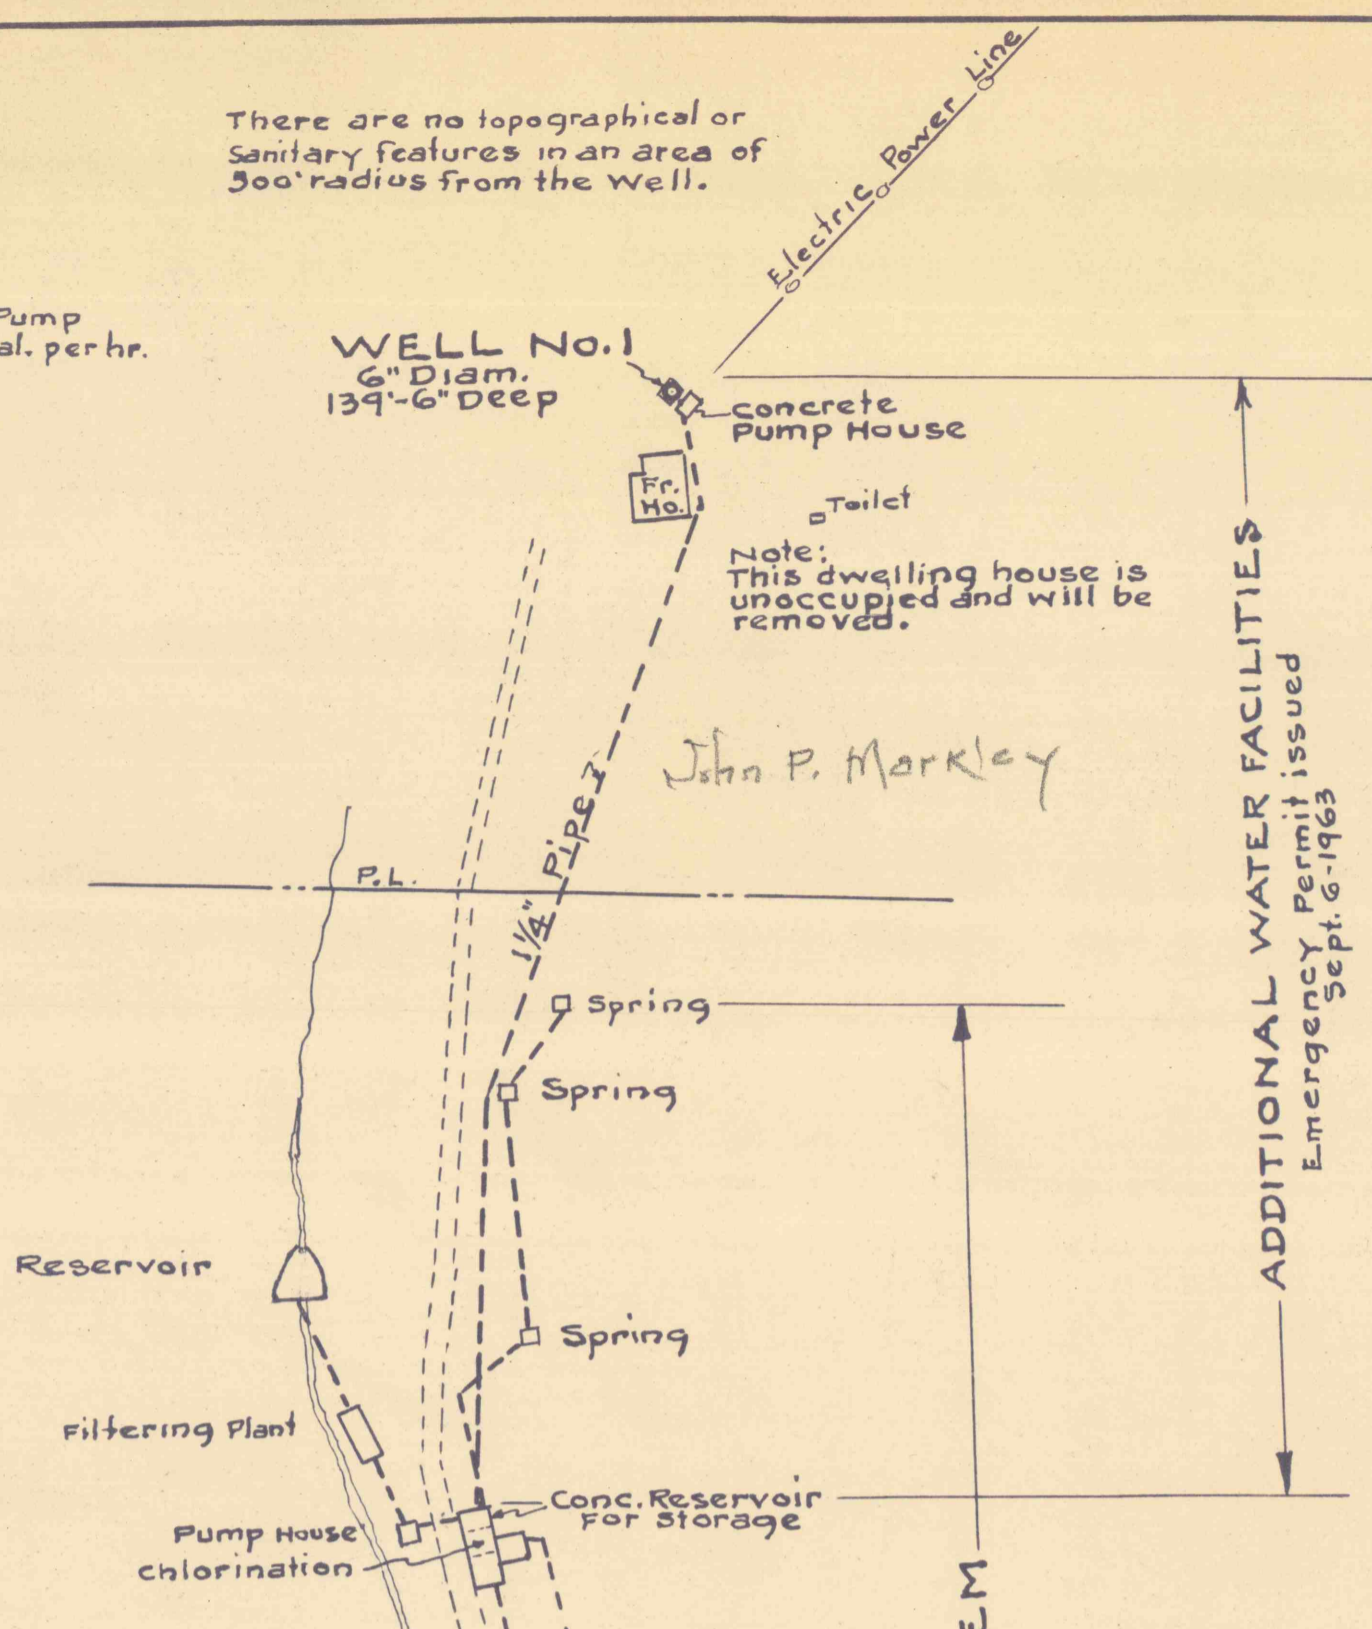 There are no topographical or
Sanitary features in an area of
500' radius from the Well.
Electric Power Line
Pump
al. per hr.
WELL No. 1
6" Diam.
139'-6" Deep
Concrete
Pump House
Fr.
Ho.
Toilet
Note:
This dwelling house is
unoccupied and will be
removed.
John P. Markley
P.L.
1¼" Pipe
ADDITIONAL WATER FACILITIES
Emergency Permit issued
Sept. 6-1963
Spring
Spring
Reservoir
Spring
Filtering Plant
Conc. Reservoir
For Storage
Pump House
Chlorination
EM